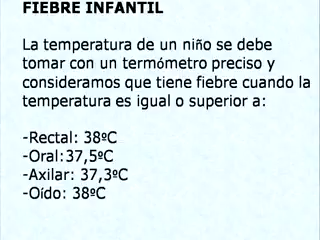 FIEBRE INFANTIL
La temperatura de un niño se debe
tomar con un termómetro preciso y
consideramos que tiene fiebre cuando la
temperatura es igual o superior a:
-Rectal: 38ºC
-Oral:37,5ºC
-Axilar: 37,3ºC
-Oído: 38ºC